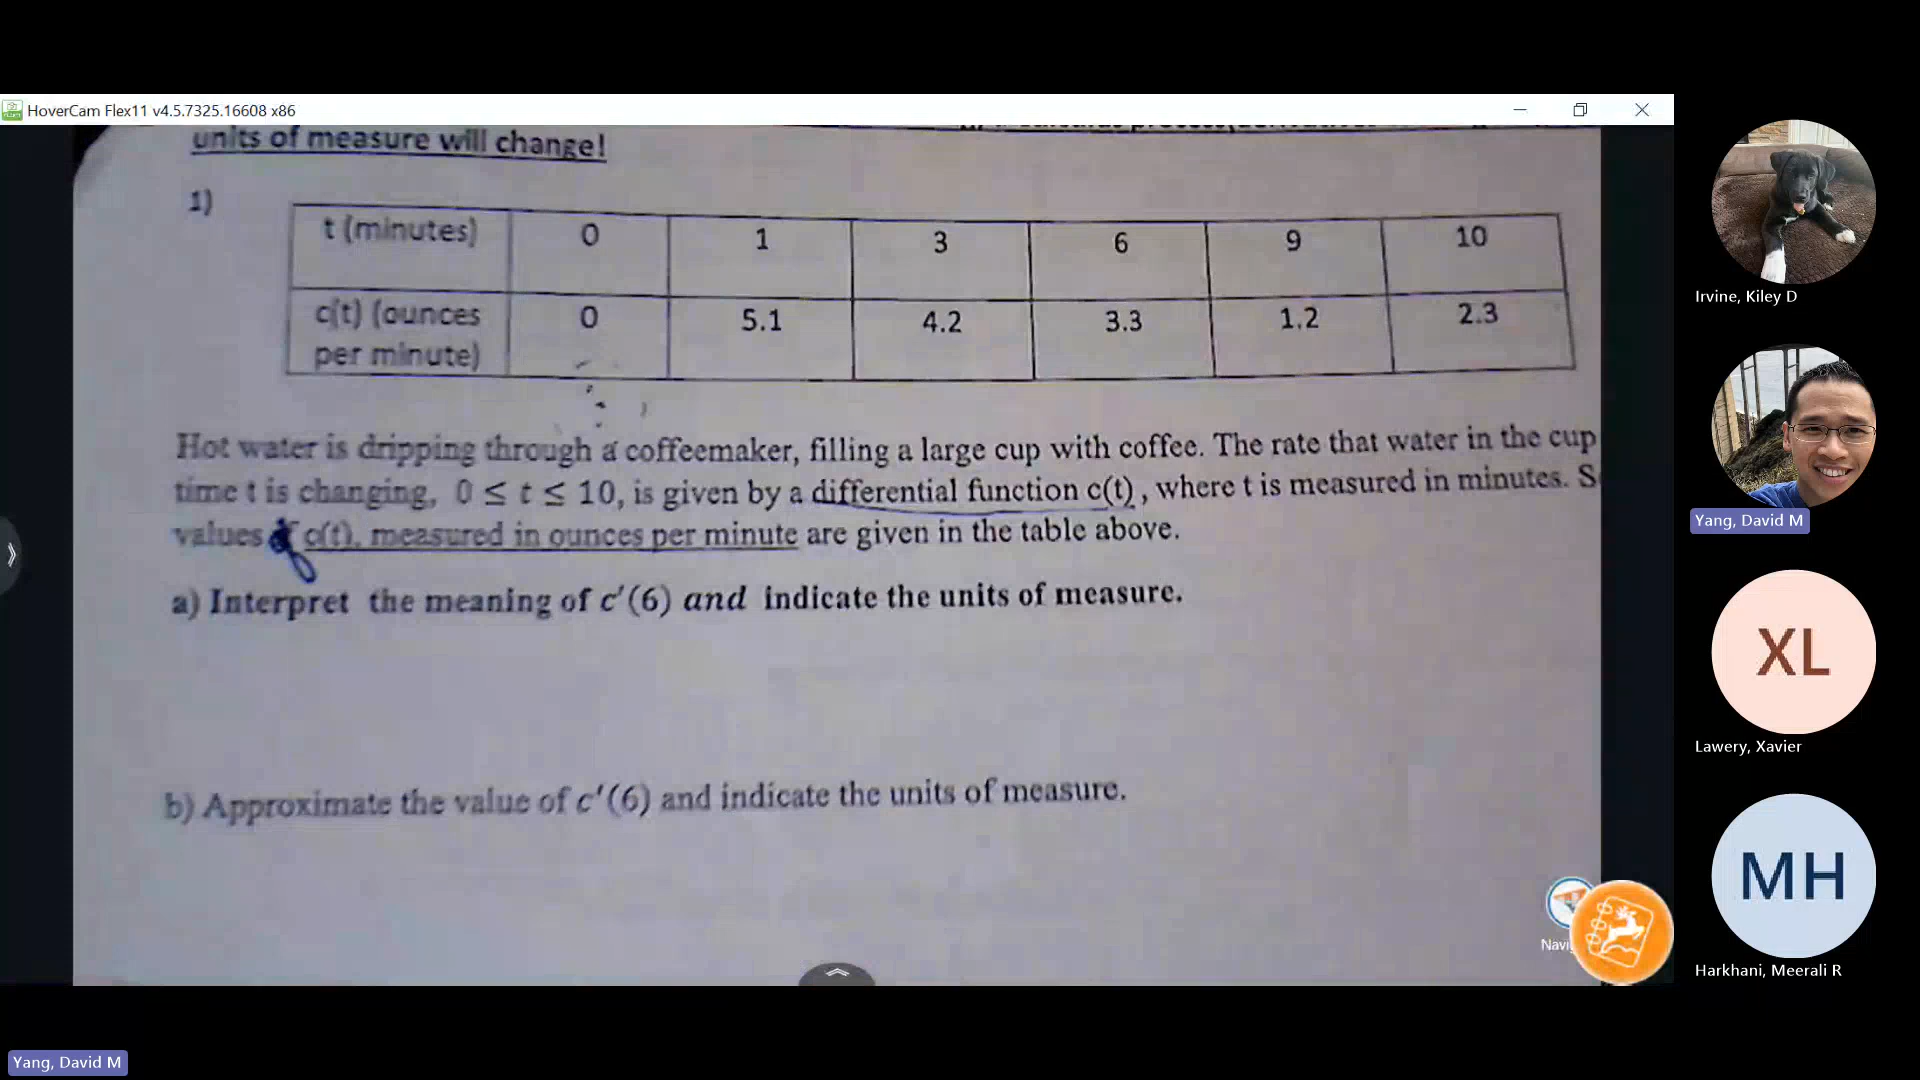 HoverCam Flex11 v4.5.7325.16608 x86
units of measure will change!
1)
t (minutes) 0 1 3 6 9 10
c(t) (ounces per minute) 0 5.1 4.2 3.3 1.2 2.3
Hot water is dripping through a coffeemaker, filling a large cup with coffee. The rate that water in the cup
time t is changing, 0 ≤ t ≤ 10, is given by a differential function c(t), where t is measured in minutes. S
values of c(t), measured in ounces per minute are given in the table above.
a) Interpret the meaning of c'(6) and indicate the units of measure.
b) Approximate the value of c'(6) and indicate the units of measure.
Navi
Irvine, Kiley D
Yang, David M
XL
Lawery, Xavier
MH
Harkhani, Meerali R
Yang, David M